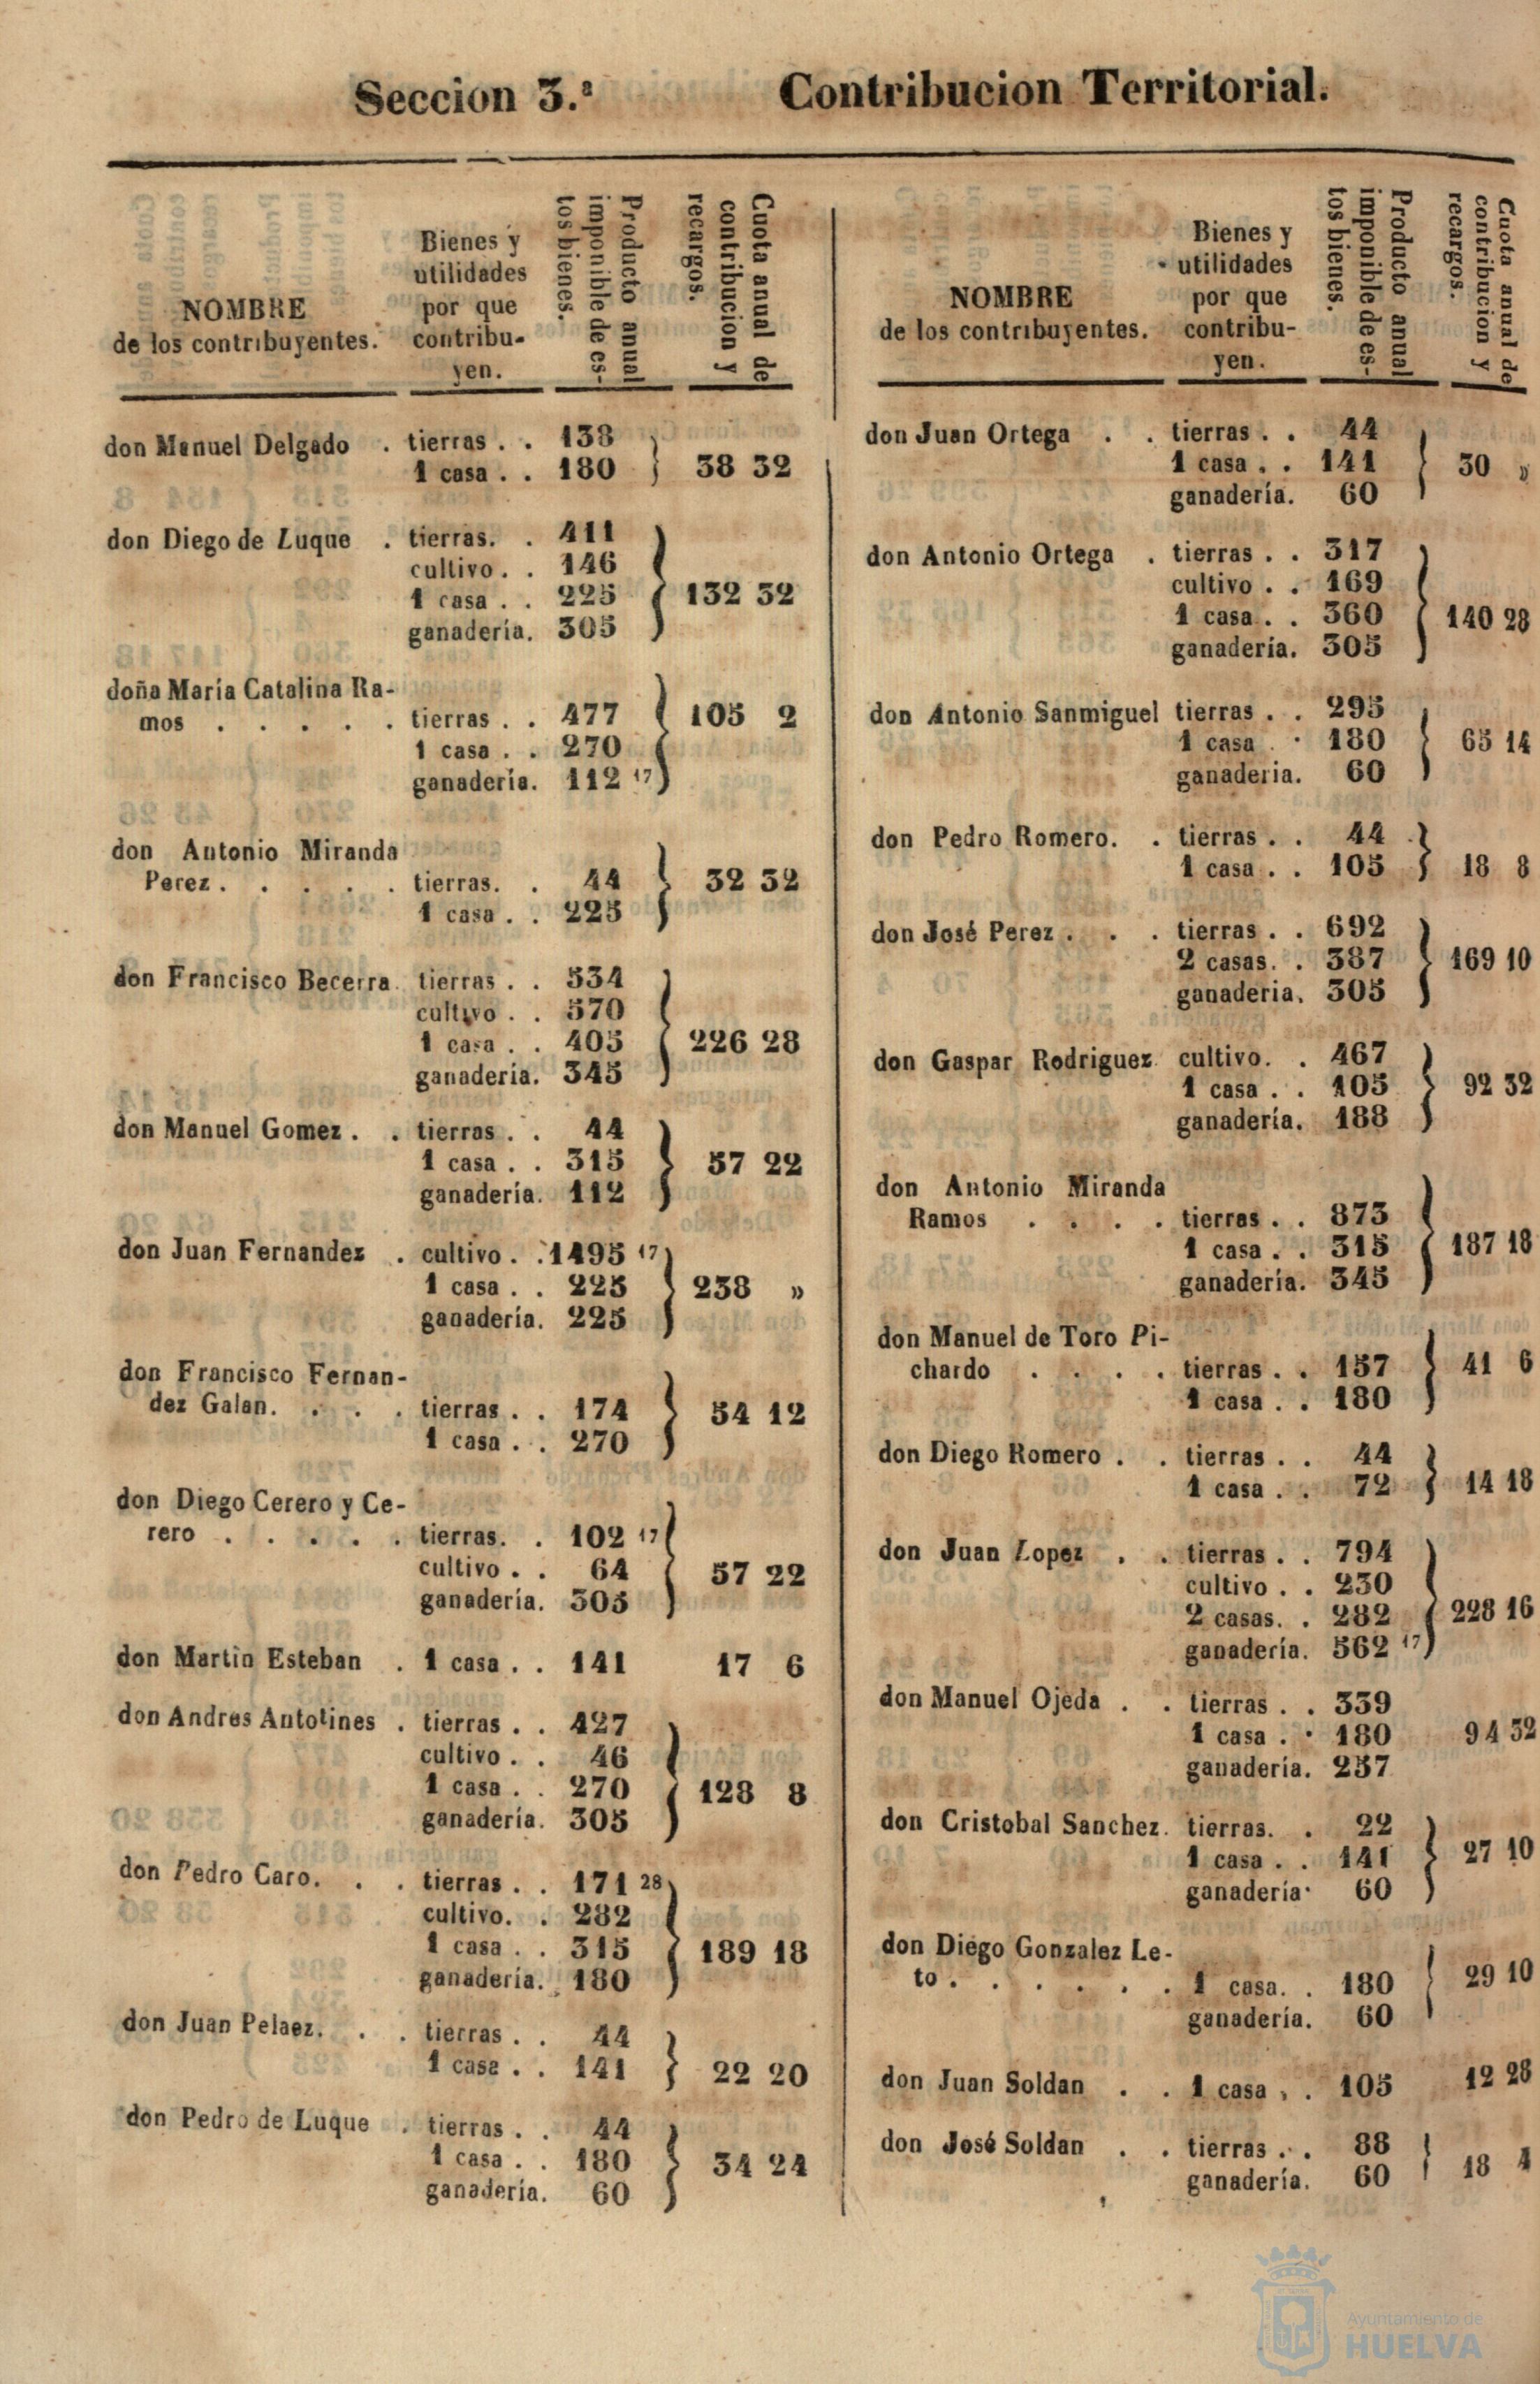 Seccion 3.ª Contribucion Territorial.
NOMBRE
de los contribuyentes.
Bienes y
utilidades
por que
contribu-
yen.
Producto anual
imponible de es-
tos bienes.
Cuota anual de
contribucion y
recargos.
don Manuel Delgado . tierras . . 138
1 casa . . 180 } 38 32
don Diego de Luque . tierras. . 411
cultivo . . 146
1 casa . . 225 } 132 32
ganadería. 305
doña María Catalina Ra-
mos . . . . . tierras . . 477 } 105 2
1 casa . . 270
ganadería. 112 17
don Antonio Miranda
Perez . . . . . tierras. . 44 } 32 32
1 casa . . 225
don Francisco Becerra. tierras . . 534
cultivo . . 570
1 casa . . 405 } 226 28
ganadería. 345
don Manuel Gomez . . tierras . . 44
1 casa . . 315 } 57 22
ganadería. 112
don Juan Fernandez . cultivo . . 1495 17
1 casa . . 225 } 238 »
ganadería. 225
don Francisco Fernan-
dez Galan. . . . tierras . . 174 } 54 12
1 casa . . 270
don Diego Cerero y Ce-
rero . . . . . tierras. . 102 17
cultivo . . 64 } 57 22
ganadería. 305
don Martin Esteban . 1 casa . . 141 17 6
don Andres Antolines . tierras . . 427
cultivo . . 46
1 casa . . 270 } 128 8
ganadería. 305
don Pedro Caro. . . tierras . . 171 28
cultivo. . 282
1 casa . . 315 } 189 18
ganadería. 180
don Juan Pelaez. . . tierras . . 44
1 casa . . 141 } 22 20
don Pedro de Luque . tierras . . 44
1 casa . . 180 } 34 24
ganadería. 60
NOMBRE
de los contribuyentes.
Bienes y
utilidades
por que
contribu-
yen.
Producto anual
imponible de es-
tos bienes.
Cuota anual de
contribucion y
recargos.
don Juan Ortega . . tierras . . 44
1 casa . . 141 } 30 »
ganadería. 60
don Antonio Ortega . tierras . . 317
cultivo . . 169
1 casa . . 360 } 140 28
ganadería. 305
don Antonio Sanmiguel tierras . . 295
1 casa . . 180 } 65 14
ganaderia. 60
don Pedro Romero. . tierras . . 44
1 casa . . 105 } 18 8
don José Perez . . . tierras . . 692
2 casas. . 387 } 169 10
ganaderia. 305
don Gaspar Rodriguez cultivo. . 467
1 casa . . 105 } 92 32
ganadería. 188
don Antonio Miranda
Ramos . . . . tierras . . 873
1 casa . . 315 } 187 18
ganadería. 345
don Manuel de Toro Pi-
chardo . . . . tierras . . 157 } 41 6
1 casa . . 180
don Diego Romero . . tierras . . 44
1 casa . . 72 } 14 18
don Juan Lopez . . tierras . . 794
cultivo . . 230
2 casas. . 282 } 228 16
ganadería. 562 17
don Manuel Ojeda . . tierras . . 339
1 casa . . 180 94 32
ganadería. 257
don Cristobal Sanchez. tierras. . 22
1 casa . . 141 } 27 10
ganadería. 60
don Diego Gonzalez Le-
to . . . . . . 1 casa. . 180 } 29 10
ganadería. 60
don Juan Soldan . . 1 casa . . 105 12 28
don José Soldan . . tierras . . 88
ganadería. 60 } 18 4
Ayuntamiento de
HUELVA